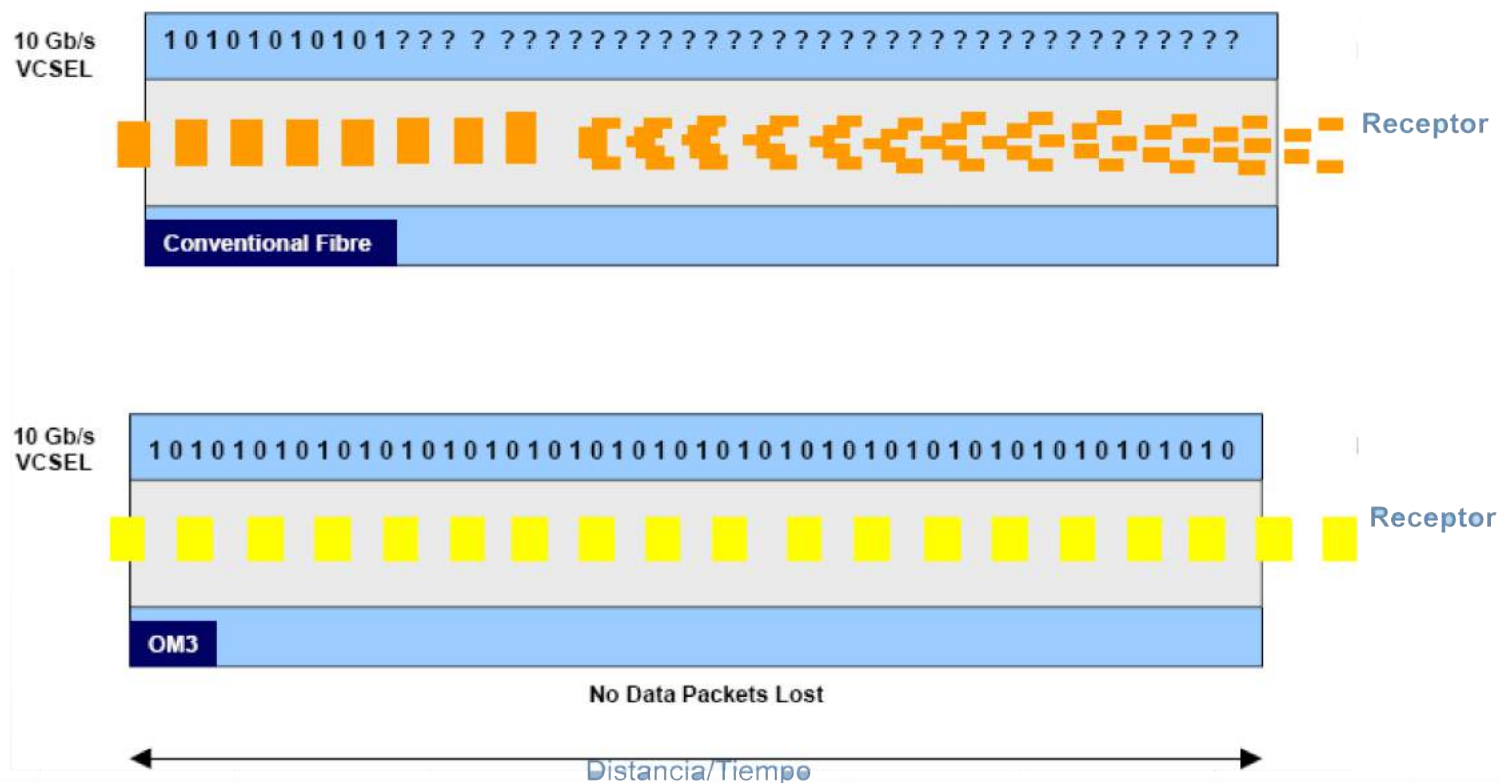 10 Gb/s
VCSEL
1 0 1 0 1 0 1 0 1 0 1 ? ? ? ? ? ? ? ? ? ? ? ? ? ? ? ? ? ? ? ? ? ? ? ? ? ? ? ? ? ? ? ? ? ? ? ? ?
Receptor
Conventional Fibre
10 Gb/s
VCSEL
1 0 1 0 1 0 1 0 1 0 1 0 1 0 1 0 1 0 1 0 1 0 1 0 1 0 1 0 1 0 1 0 1 0 1 0 1 0 1 0 1 0 1 0 1 0 1 0 1 0 1 0
Receptor
OM3
No Data Packets Lost
Distancia/Tiempo